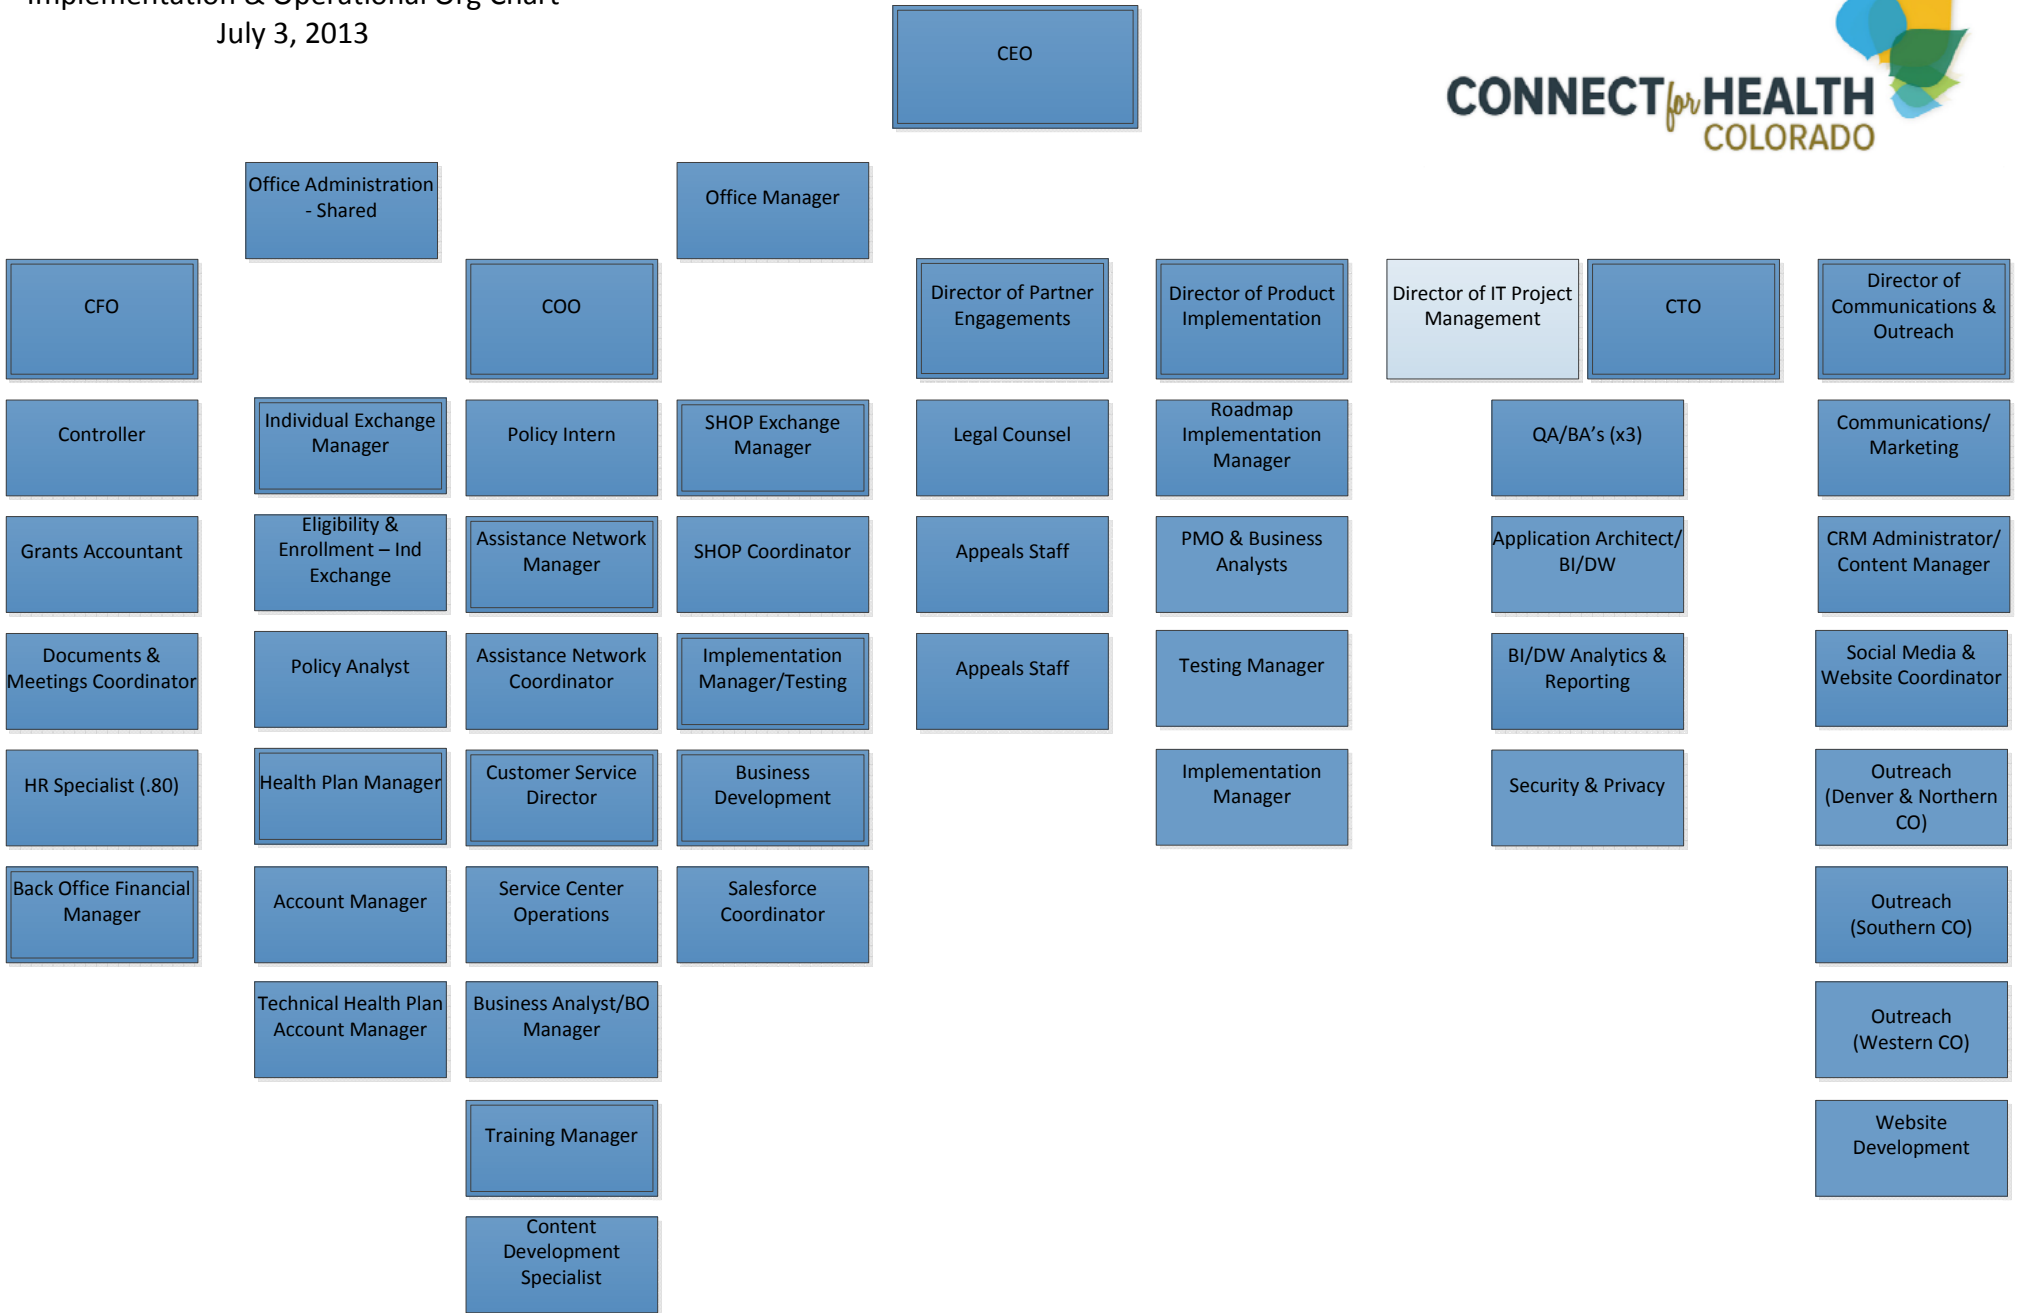 Implementation & Operational Org Chart
July 3, 2013
CEO
CONNECT for HEALTH
COLORADO
Office Administration
- Shared
Office Manager
CFO
COO
Director of Partner
Engagements
Director of Product
Implementation
Director of IT Project
Management
CTO
Director of
Communications &
Outreach
Controller
Individual Exchange
Manager
Policy Intern
SHOP Exchange
Manager
Legal Counsel
Roadmap
Implementation
Manager
QA/BA’s (x3)
Communications/
Marketing
Grants Accountant
Eligibility &
Enrollment – Ind
Exchange
Assistance Network
Manager
SHOP Coordinator
Appeals Staff
PMO & Business
Analysts
Application Architect/
BI/DW
CRM Administrator/
Content Manager
Documents &
Meetings Coordinator
Policy Analyst
Assistance Network
Coordinator
Implementation
Manager/Testing
Appeals Staff
Testing Manager
BI/DW Analytics &
Reporting
Social Media &
Website Coordinator
HR Specialist (.80)
Health Plan Manager
Customer Service
Director
Business
Development
Implementation
Manager
Security & Privacy
Outreach
(Denver & Northern
CO)
Back Office Financial
Manager
Account Manager
Service Center
Operations
Salesforce
Coordinator
Outreach
(Southern CO)
Technical Health Plan
Account Manager
Business Analyst/BO
Manager
Outreach
(Western CO)
Training Manager
Website
Development
Content
Development
Specialist